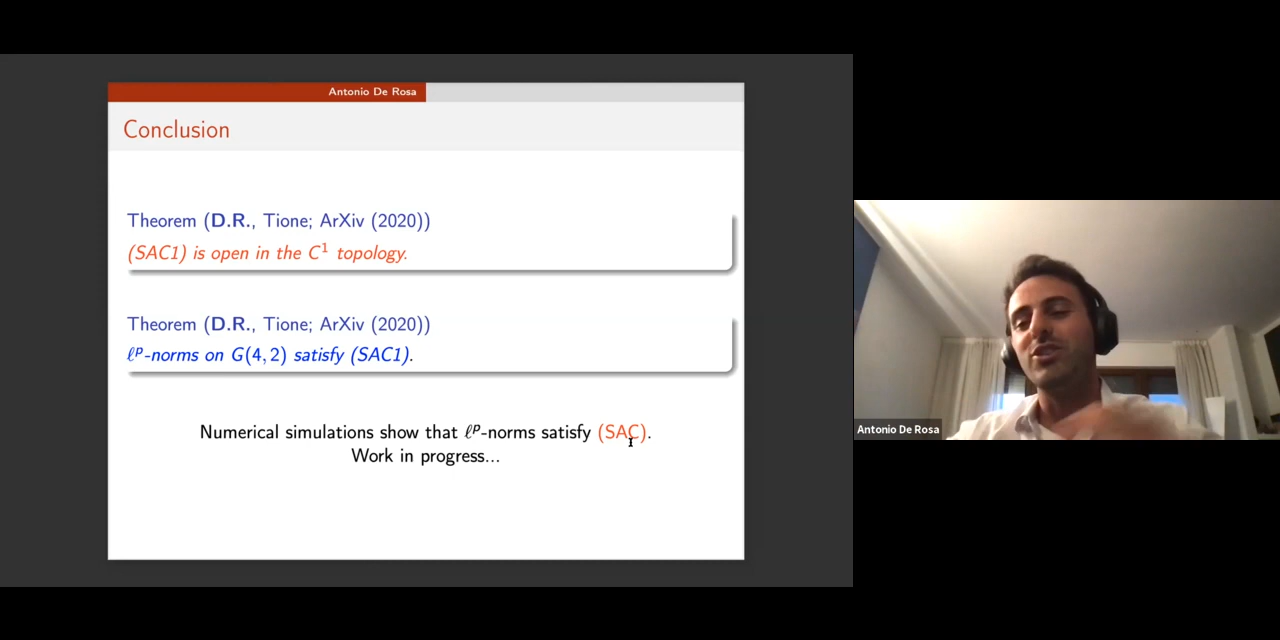 Antonio De Rosa
Conclusion
Theorem (D.R., Tione; ArXiv (2020))
(SAC1) is open in the C¹ topology.
Theorem (D.R., Tione; ArXiv (2020))
ℓᵖ-norms on G(4, 2) satisfy (SAC1).
Numerical simulations show that ℓᵖ-norms satisfy (SAC).
Work in progress...
Antonio De Rosa